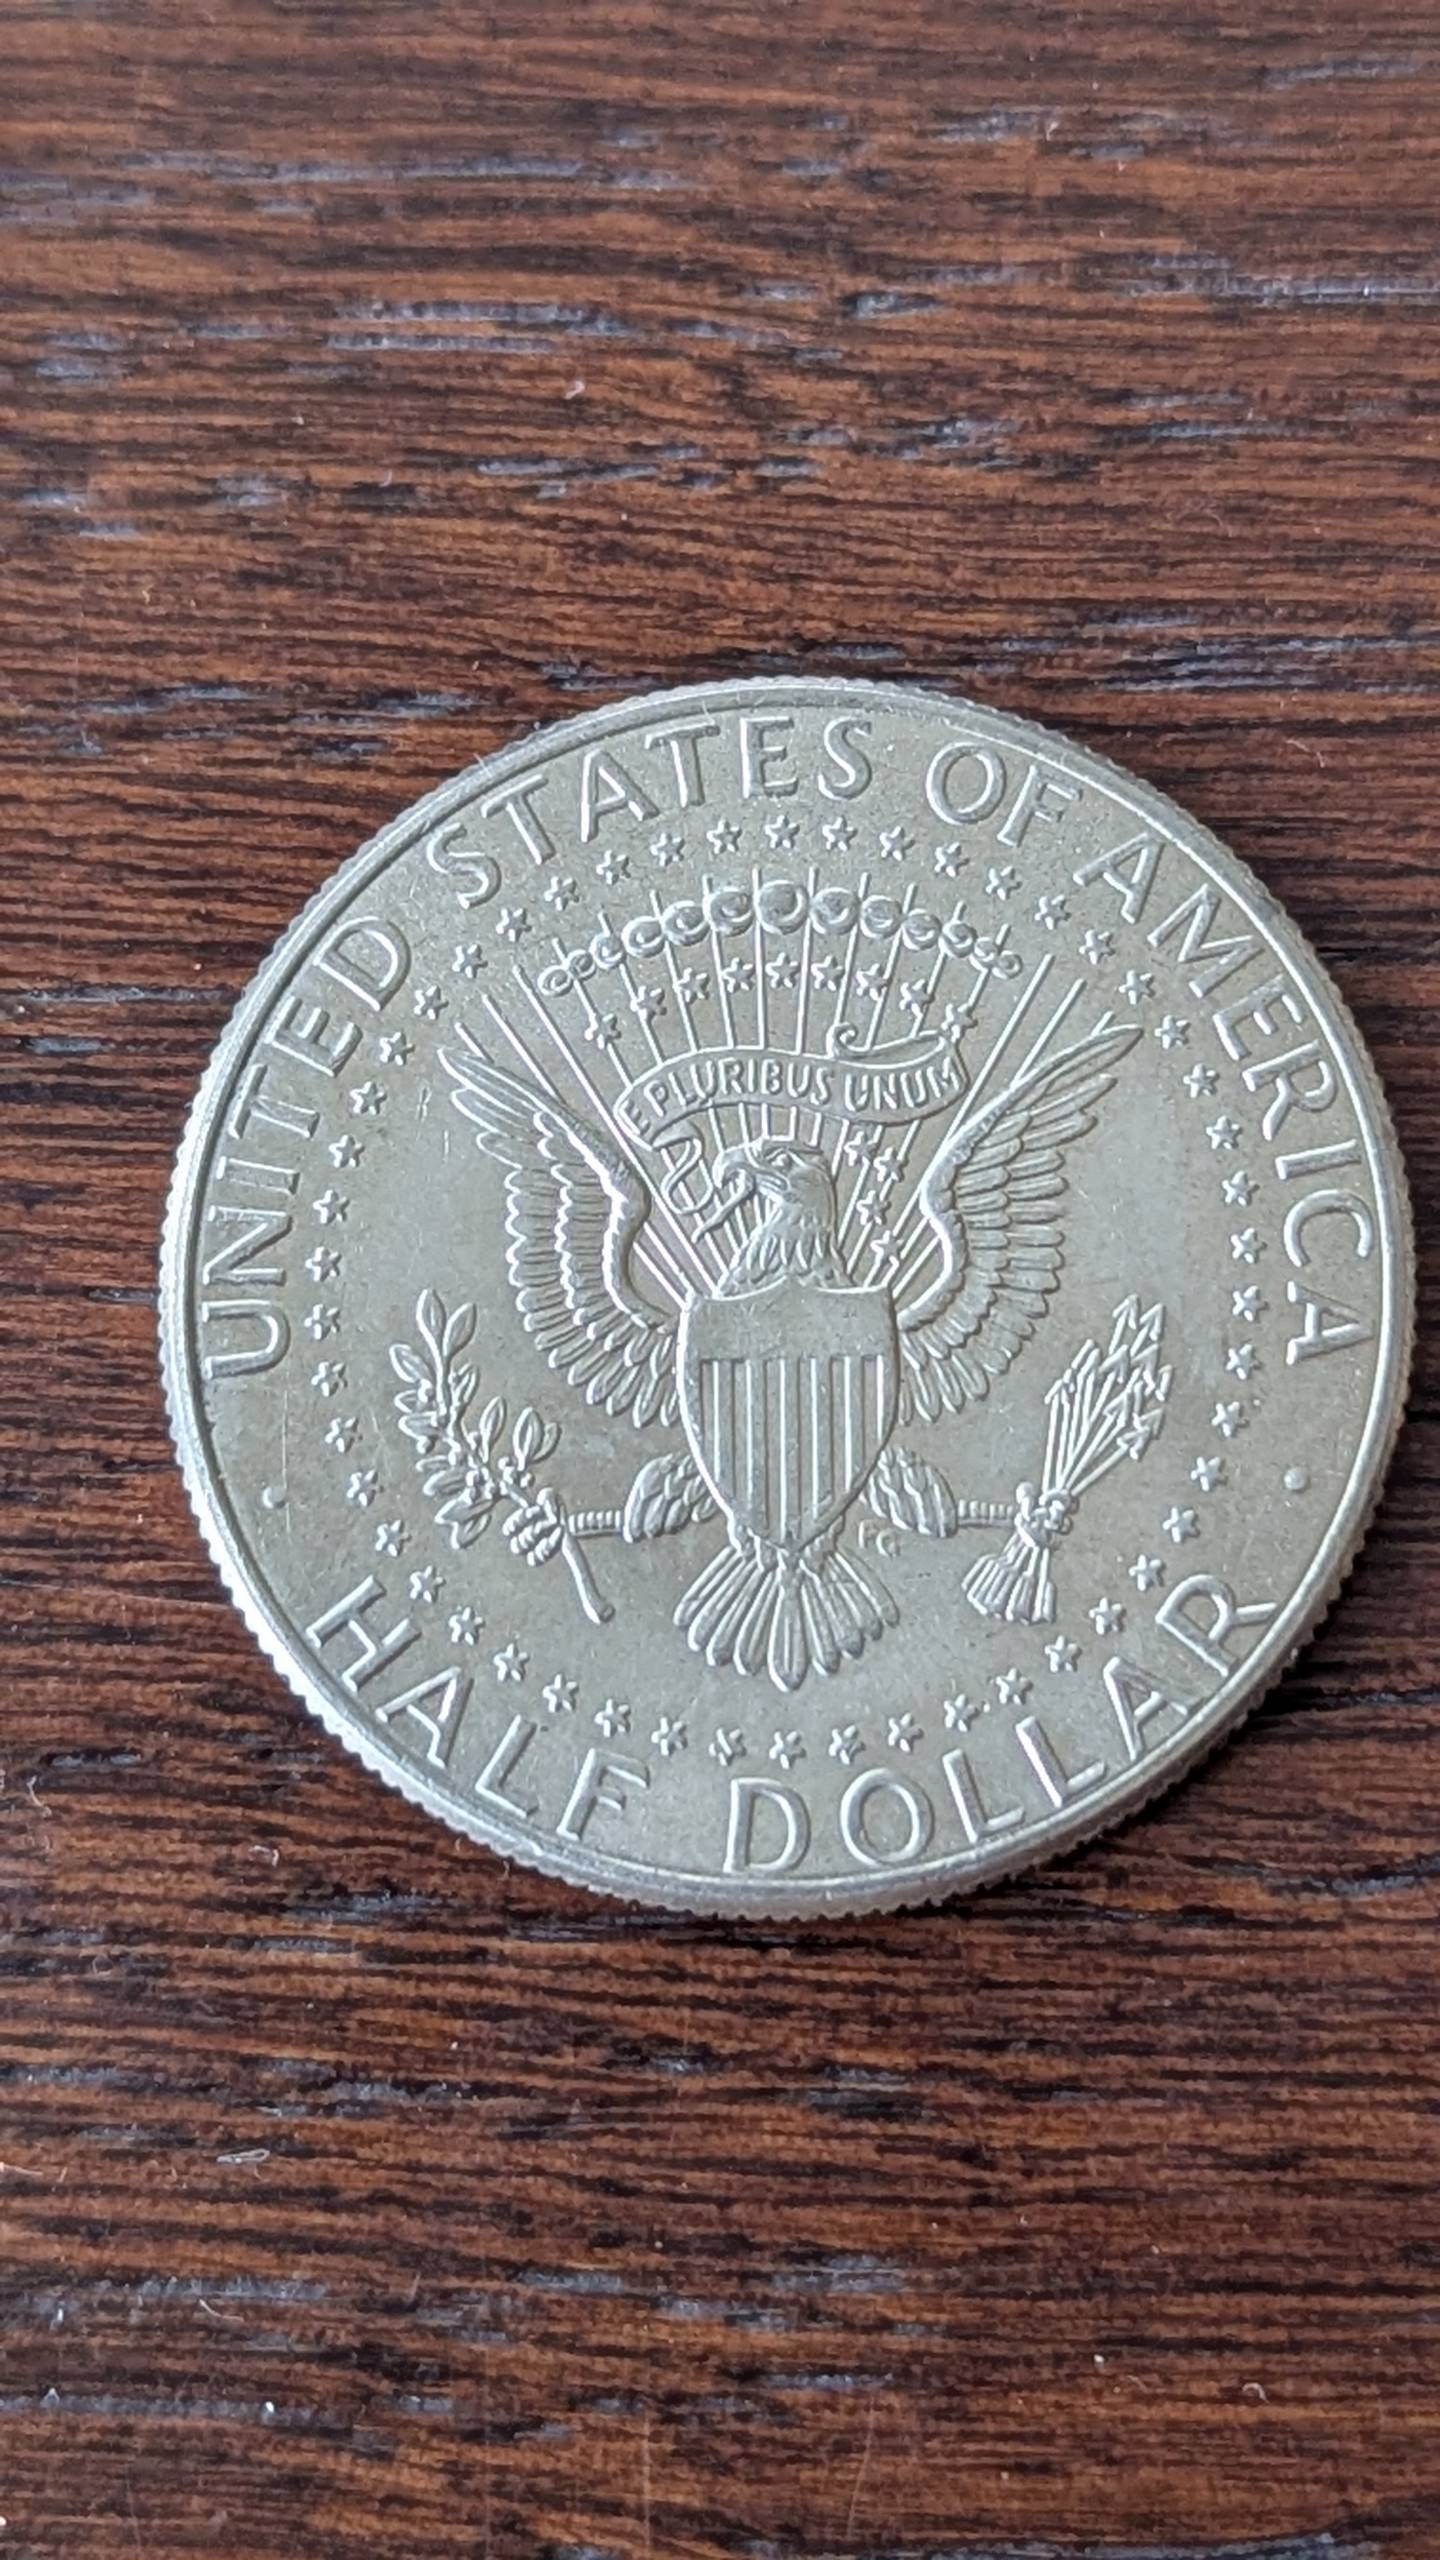 UNITED STATES OF AMERICA
E PLURIBUS UNUM
FG
HALF DOLLAR